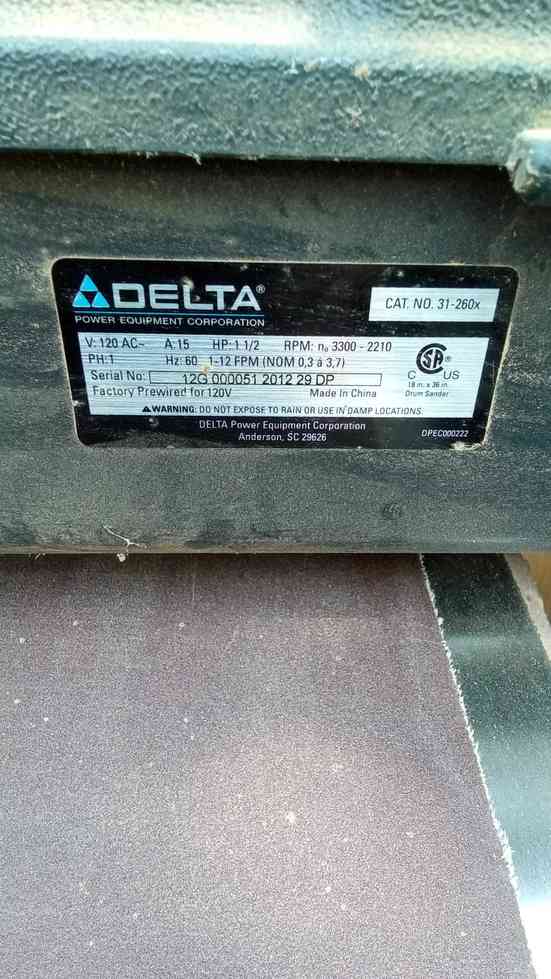 DELTA®
POWER EQUIPMENT CORPORATION
CAT. NO. 31-260x
V: 120 AC~ A: 15 HP: 1 1/2 RPM: n₀ 3300 - 2210
PH: 1 Hz: 60 1-12 FPM (NOM 0,3 á 3,7)
Serial No: 12G 000051 2012 29 DP
Factory Prewired for 120V Made in China
SA ®
C US
18 in. x 36 in.
Drum Sander
⚠WARNING: DO NOT EXPOSE TO RAIN OR USE IN DAMP LOCATIONS.
DELTA Power Equipment Corporation
Anderson, SC 29626
DPEC000222